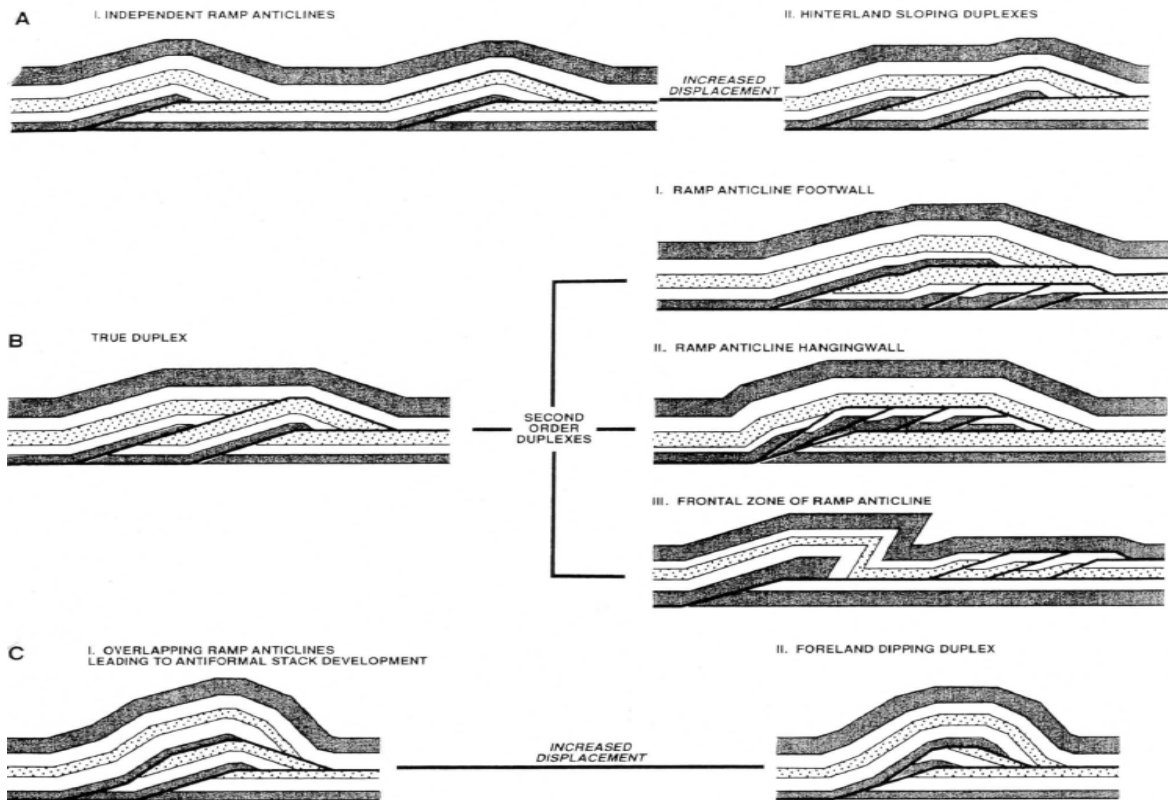 A
I. INDEPENDENT RAMP ANTICLINES
II. HINTERLAND SLOPING DUPLEXES
INCREASED
DISPLACEMENT
I. RAMP ANTICLINE FOOTWALL
B
TRUE DUPLEX
II. RAMP ANTICLINE HANGINGWALL
SECOND
ORDER
DUPLEXES
III. FRONTAL ZONE OF RAMP ANTICLINE
C
I. OVERLAPPING RAMP ANTICLINES
LEADING TO ANTIFORMAL STACK DEVELOPMENT
II. FORELAND DIPPING DUPLEX
INCREASED
DISPLACEMENT